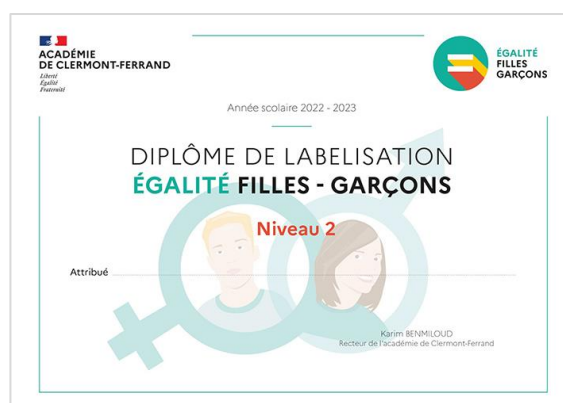 ACADÉMIE
DE CLERMONT-FERRAND
Liberté
Égalité
Fraternité
ÉGALITÉ
FILLES
GARÇONS
Année scolaire 2022 - 2023
DIPLÔME DE LABELISATION
ÉGALITÉ FILLES - GARÇONS
Niveau 2
Attribué
Karim BENMILOUD
Recteur de l'académie de Clermont-Ferrand